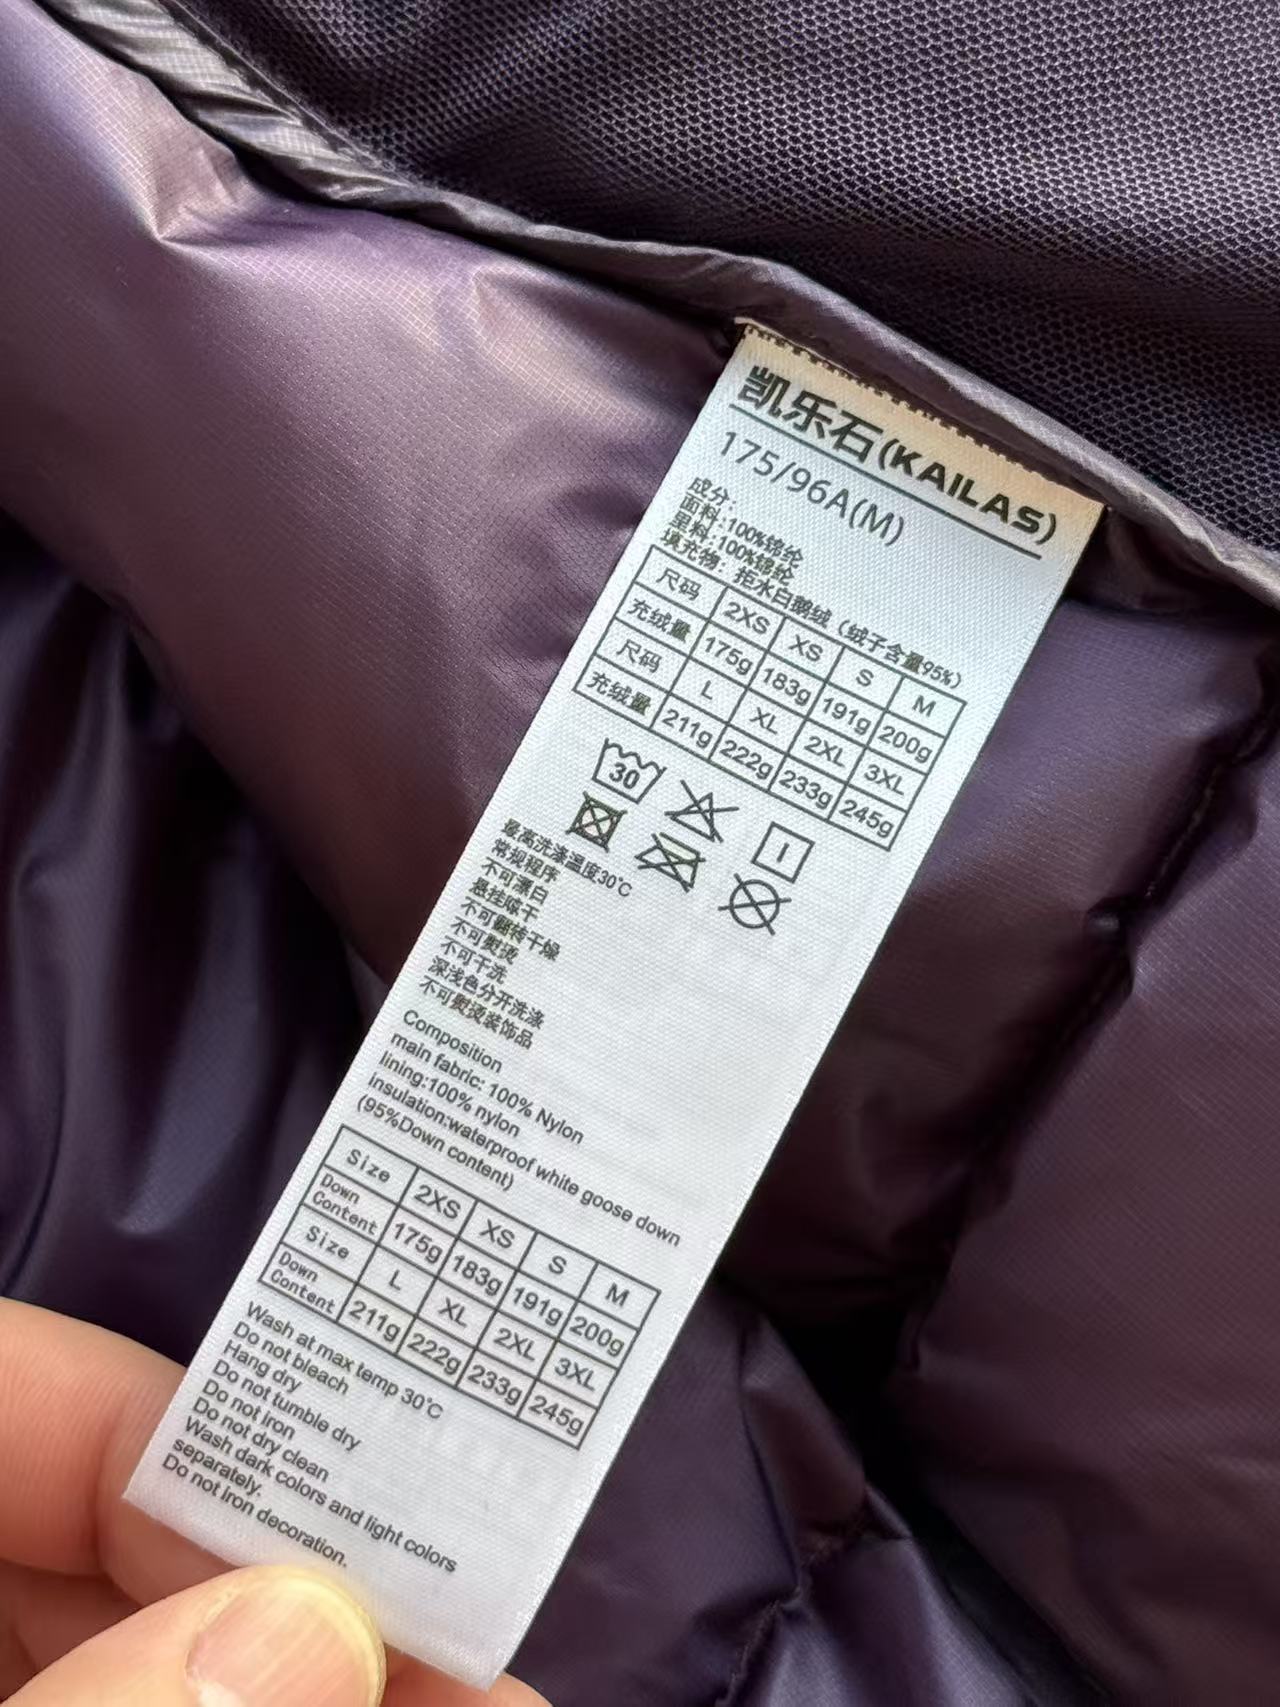 凯乐石(KAILAS)
175/96A(M)
成分:
面料:100%锦纶
里料:100%锦纶
填充物: 拒水白鹅绒（绒子含量95%）
尺码 2XS XS S M
充绒量 175g 183g 191g 200g
尺码 L XL 2XL 3XL
充绒量 211g 222g 233g 245g
30
最高洗涤温度30℃
常规程序
不可漂白
悬挂晾干
不可翻转干燥
不可熨烫
不可干洗
深浅色分开洗涤
不可熨烫装饰品
Composition
main fabric: 100% Nylon
lining:100% nylon
insulation:waterproof white goose down
(95%Down content)
Size 2XS XS S M
Down Content 175g 183g 191g 200g
Size L XL 2XL 3XL
Down Content 211g 222g 233g 245g
Wash at max temp 30℃
Do not bleach
Hang dry
Do not tumble dry
Do not iron
Do not dry clean
Wash dark colors and light colors
separately.
Do not iron decoration.